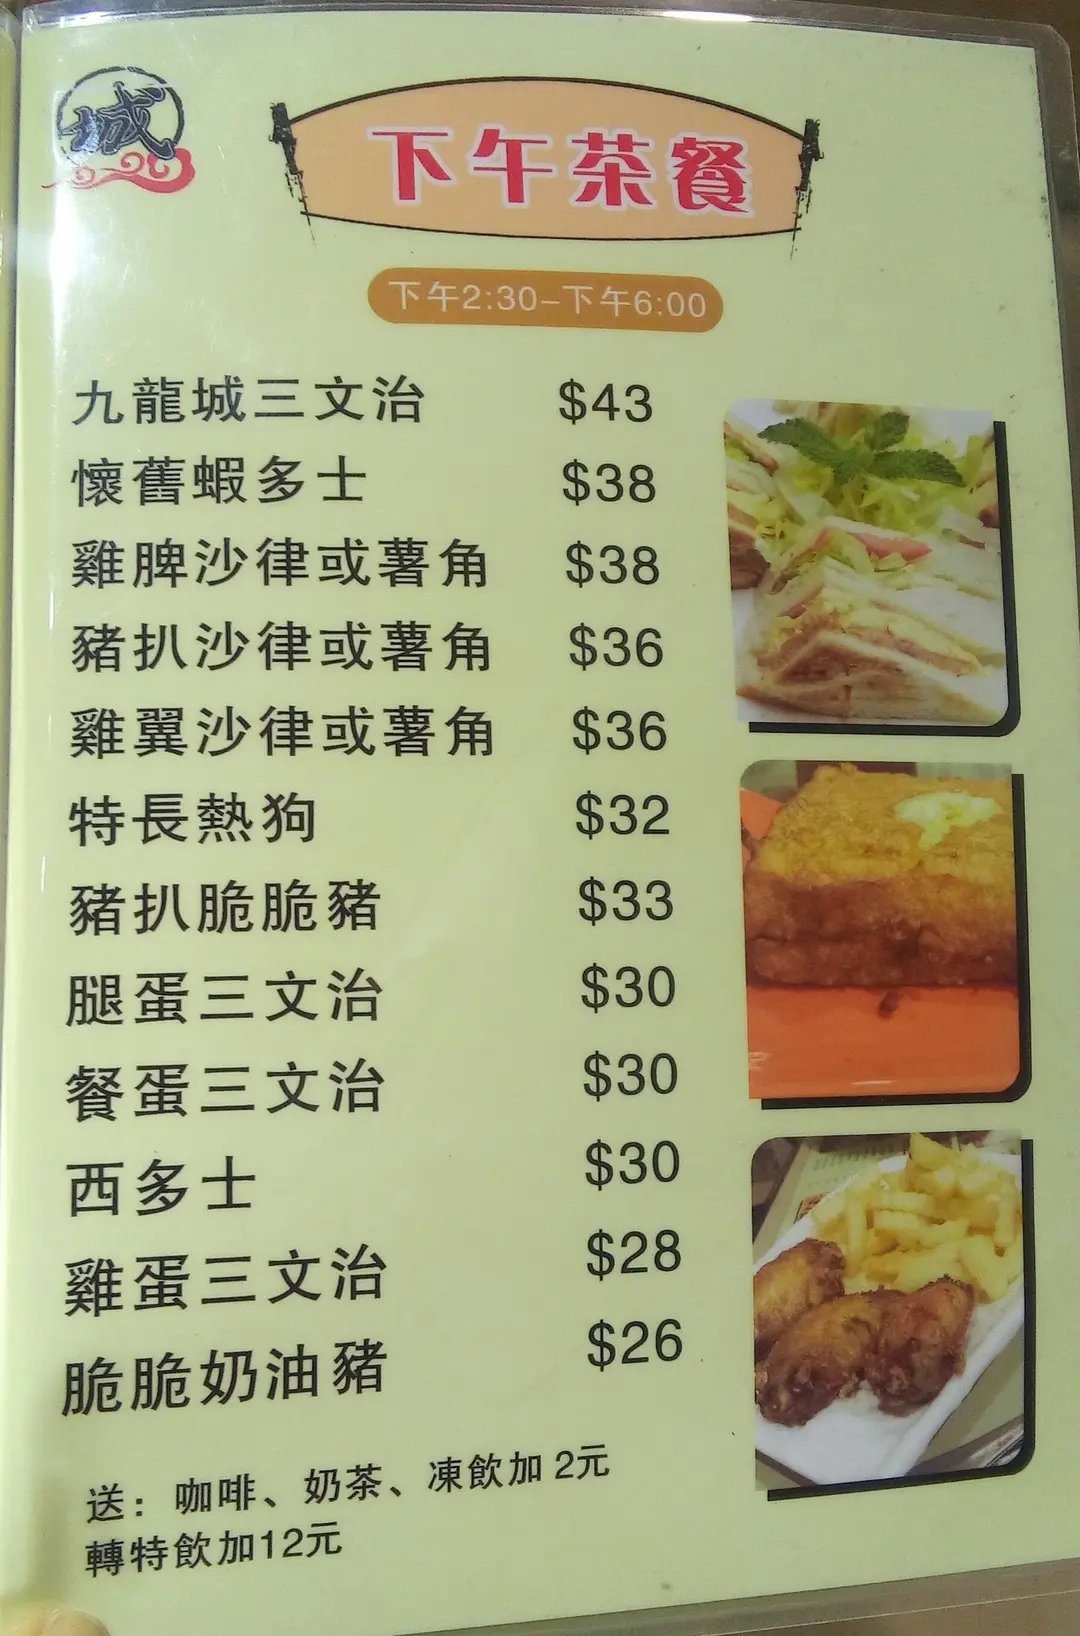 城
下午茶餐
下午2:30-下午6:00
九龍城三文治 $43
懷舊蝦多士 $38
雞脾沙律或薯角 $38
豬扒沙律或薯角 $36
雞翼沙律或薯角 $36
特長熱狗 $32
豬扒脆脆豬 $33
腿蛋三文治 $30
餐蛋三文治 $30
西多士 $30
雞蛋三文治 $28
脆脆奶油豬 $26
送：咖啡、奶茶、凍飲加 2元
轉特飲加12元